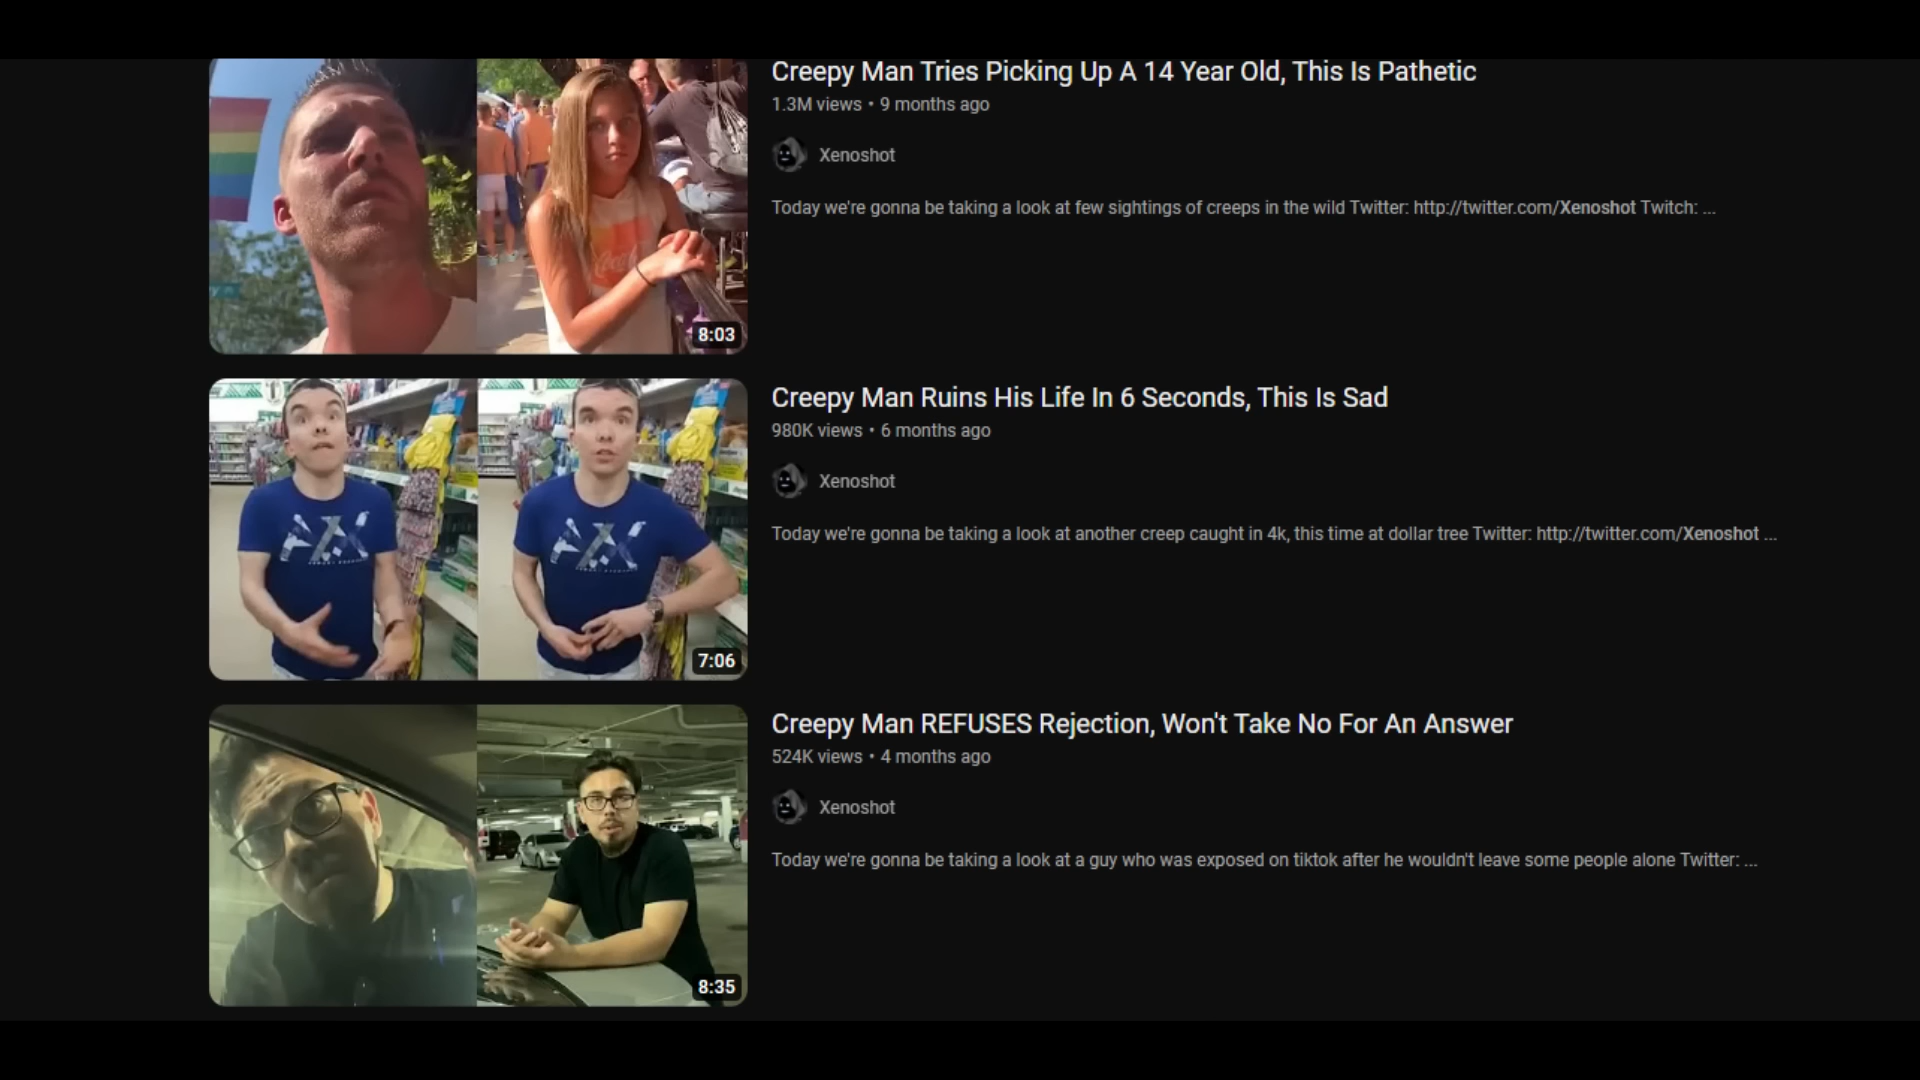 Creepy Man Tries Picking Up A 14 Year Old, This Is Pathetic
1.3M views • 9 months ago
Xenoshot
Today we're gonna be taking a look at few sightings of creeps in the wild Twitter: http://twitter.com/Xenoshot Twitch: ...
8:03
Creepy Man Ruins His Life In 6 Seconds, This Is Sad
980K views • 6 months ago
Xenoshot
Today we're gonna be taking a look at another creep caught in 4k, this time at dollar tree Twitter: http://twitter.com/Xenoshot ...
7:06
Creepy Man REFUSES Rejection, Won't Take No For An Answer
524K views • 4 months ago
Xenoshot
Today we're gonna be taking a look at a guy who was exposed on tiktok after he wouldn't leave some people alone Twitter: ...
8:35